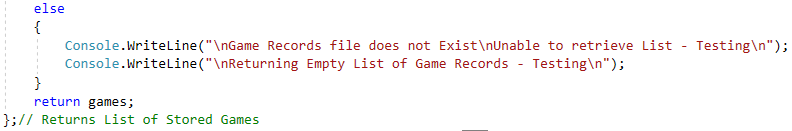 else
{
Console.WriteLine("\nGame Records file does not Exist\nUnable to retrieve List - Testing\n");
Console.WriteLine("\nReturning Empty List of Game Records - Testing\n");
}
return games;
};// Returns List of Stored Games